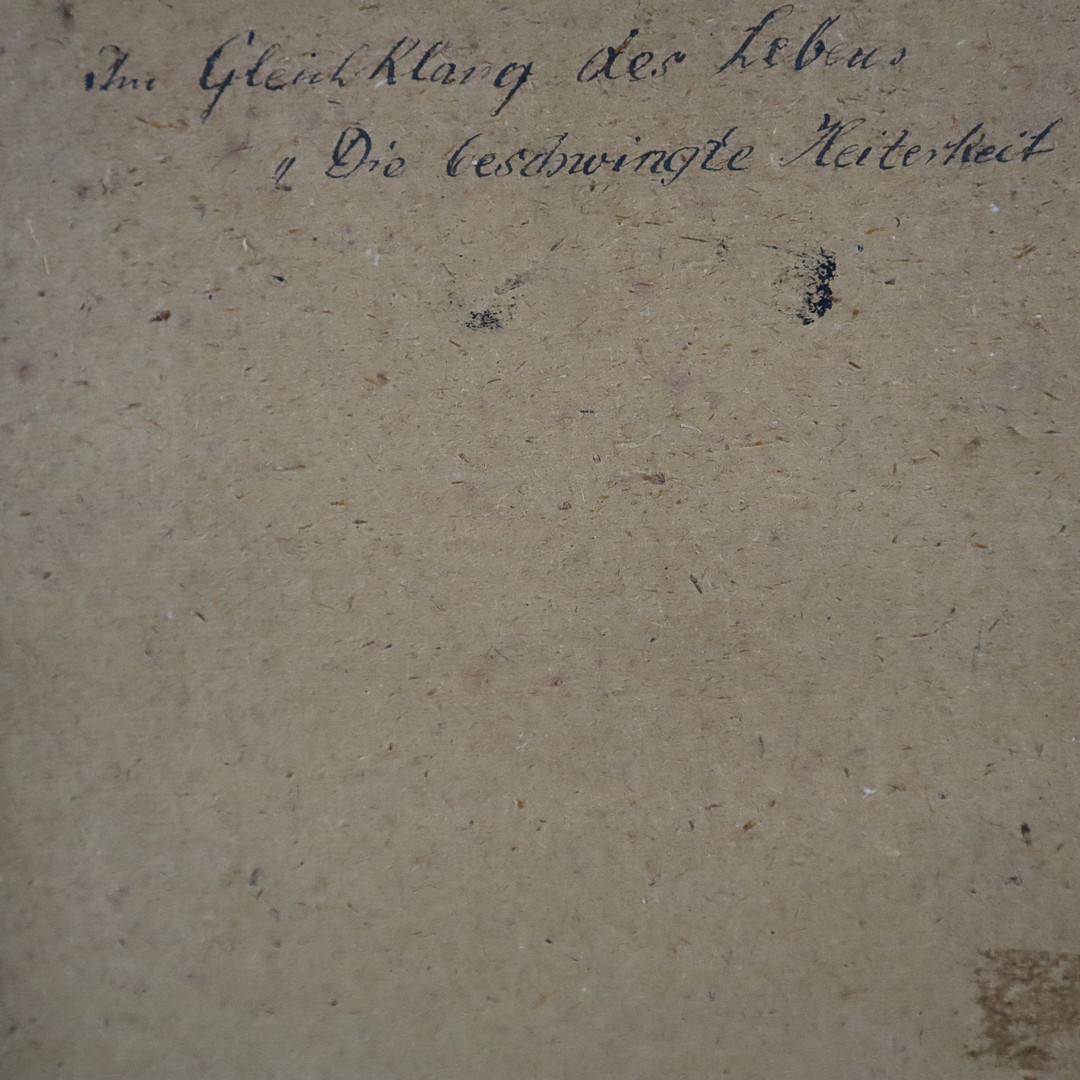 Im Gleichklang des Lebens
„ Die beschwingte Heiterkeit